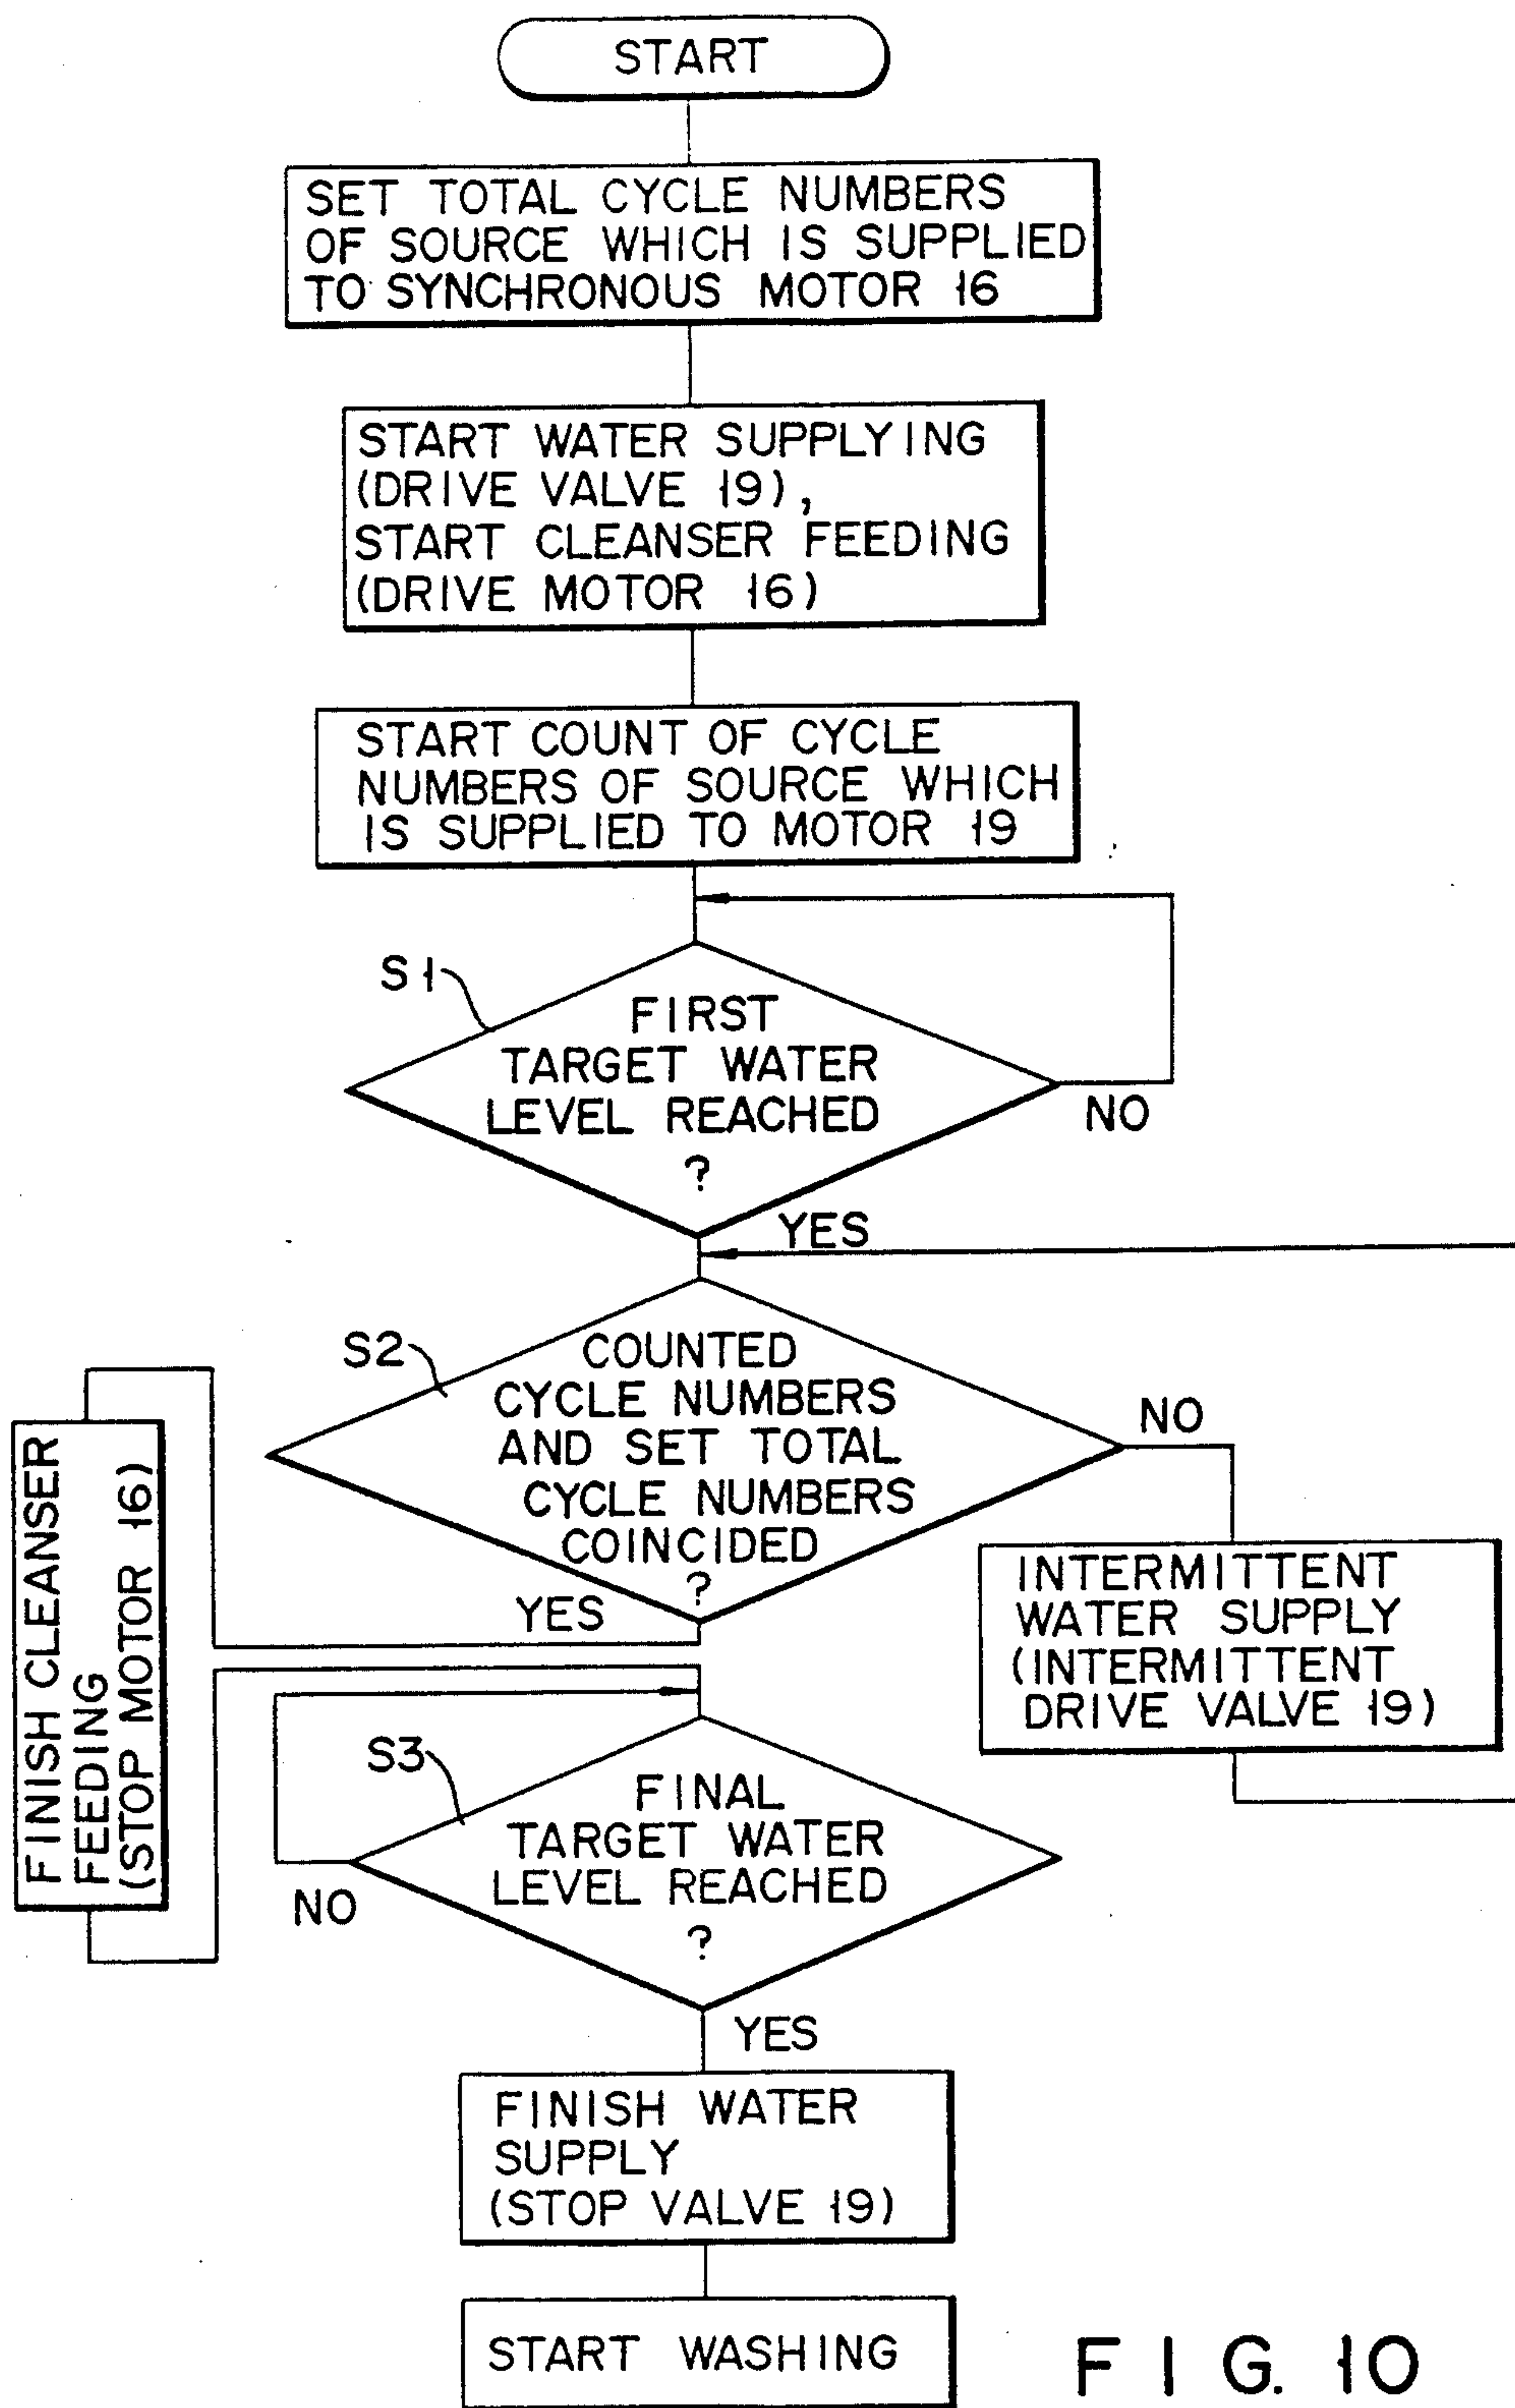 START
SET TOTAL CYCLE NUMBERS
OF SOURCE WHICH IS SUPPLIED
TO SYNCHRONOUS MOTOR 16
START WATER SUPPLYING
(DRIVE VALVE 19),
START CLEANSER FEEDING
(DRIVE MOTOR 16)
START COUNT OF CYCLE
NUMBERS OF SOURCE WHICH
IS SUPPLIED TO MOTOR 19
S1
FIRST
TARGET WATER
LEVEL REACHED
?
NO
YES
S2
COUNTED
CYCLE NUMBERS
AND SET TOTAL
CYCLE NUMBERS
COINCIDED
?
NO
YES
INTERMITTENT
WATER SUPPLY
(INTERMITTENT
DRIVE VALVE 19)
FINISH CLEANSER
FEEDING
(STOP MOTOR 16)
S3
FINAL
TARGET WATER
LEVEL REACHED
?
NO
YES
FINISH WATER
SUPPLY
(STOP VALVE 19)
START WASHING
FIG. 10